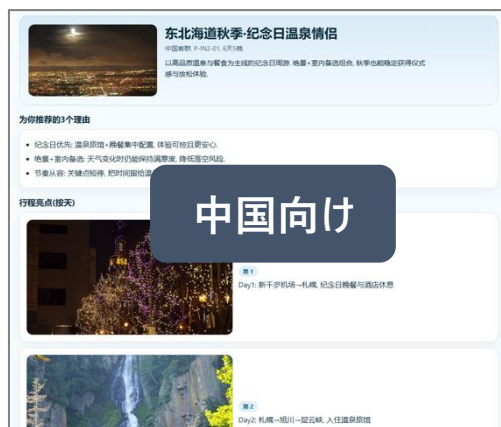 东北海道秋季·纪念日温泉情侣
中国客群, P-IN2-01, 6天5晚
以高品质温泉与餐食为主线的纪念日周游. 绝景+室内备选组合, 秋季也能稳定获得仪式
感与放松体验.
为你推荐的3个理由
纪念日优先: 温泉旅馆+晚餐集中配置, 体验可控且更安心.
绝景+室内备选: 天气变化时仍能保持满意度, 降低落空风险.
节奏从容: 关键点短停, 把时间留给温
中国向け
行程亮点(按天)
第 1
Day1: 新千岁机场→札幌, 纪念日晚餐与酒店休息
第 2
Day2: 札幌→旭川→层云峡, 入住温泉旅馆